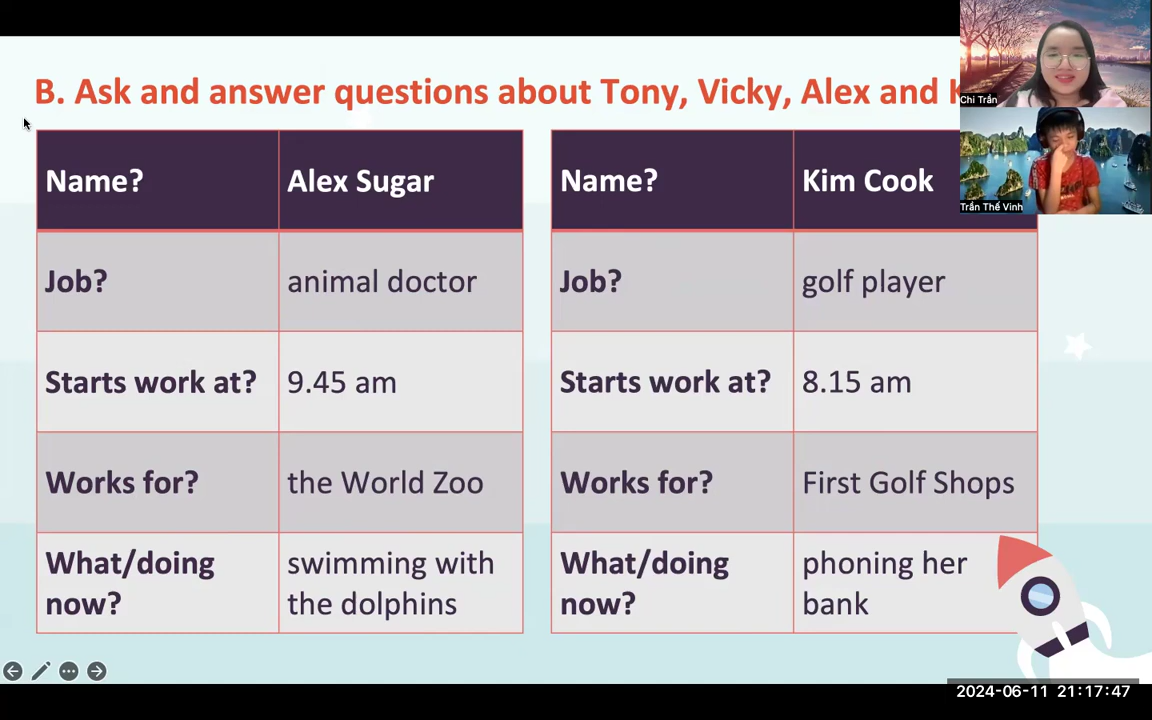 B. Ask and answer questions about Tony, Vicky, Alex and
Name? Alex Sugar
Job? animal doctor
Starts work at? 9.45 am
Works for? the World Zoo
What/doing now? swimming with
the dolphins
Name? Kim Cook
Job? golf player
Starts work at? 8.15 am
Works for? First Golf Shops
What/doing now? phoning her
bank
Chi Trần
Trần Thế Vinh
2024-06-11 21:17:47